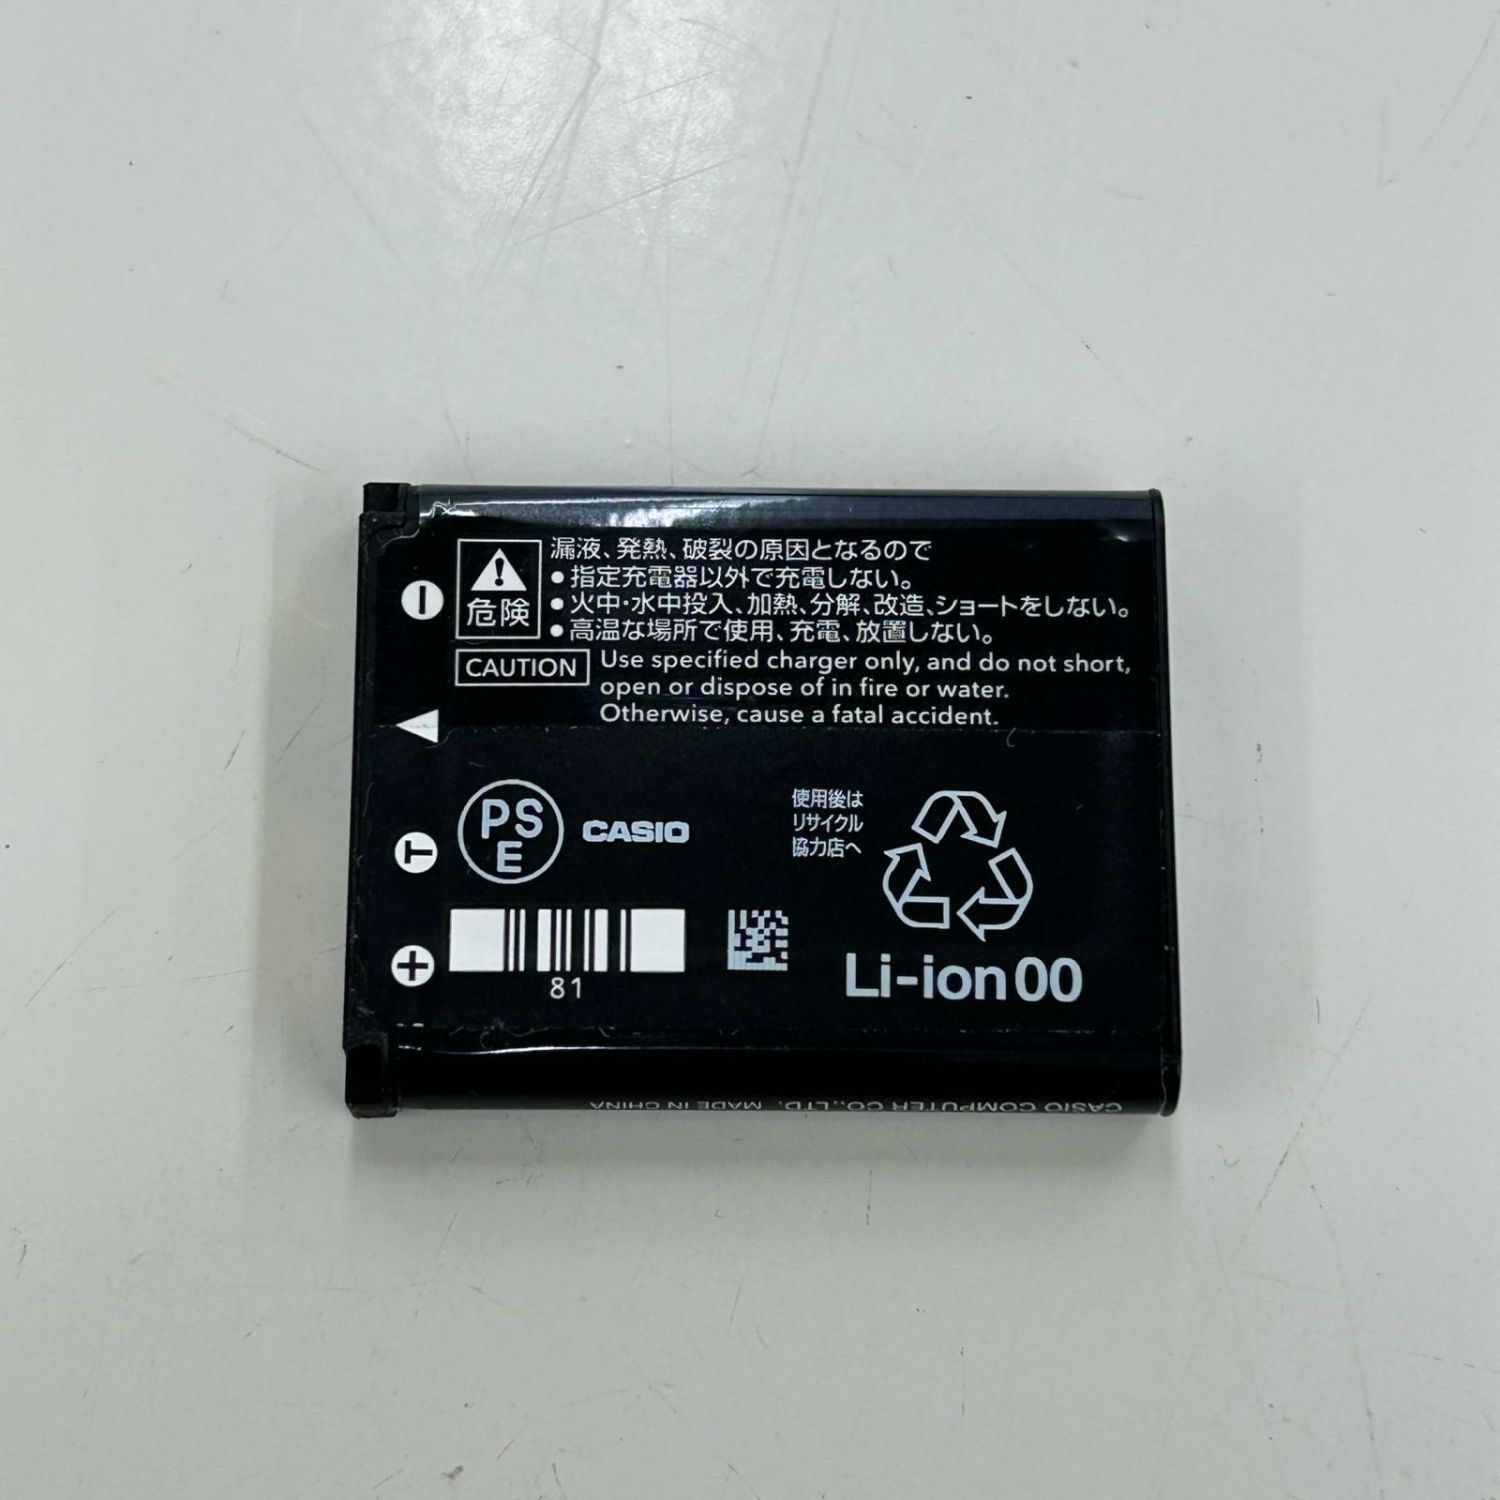 漏液、発熱、破裂の原因となるので
●指定充電器以外で充電しない。
危険
●火中・水中投入、加熱、分解、改造、ショートをしない。
●高温な場所で使用、充電、放置しない。
CAUTION
Use specified charger only, and do not short,
open or dispose of in fire or water.
Otherwise, cause a fatal accident.
T
PS
E
CASIO
使用後は
リサイクル
協力店へ
81
Li-ion 00
CASIO COMPUTER CO., LTD. MADE IN CHINA